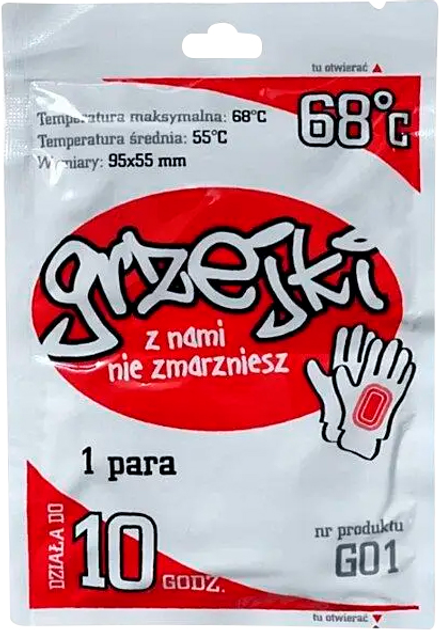 tu otwierać ▲
68°C
Temperatura maksymalna: 68°C
Temperatura średnia: 55°C
Wymiary: 95x55 mm
grzejki
z nami
nie zmarzniesz
1 para
DZIAŁA DO
10
GODZ.
nr produktu
G01
tu otwierać ▼